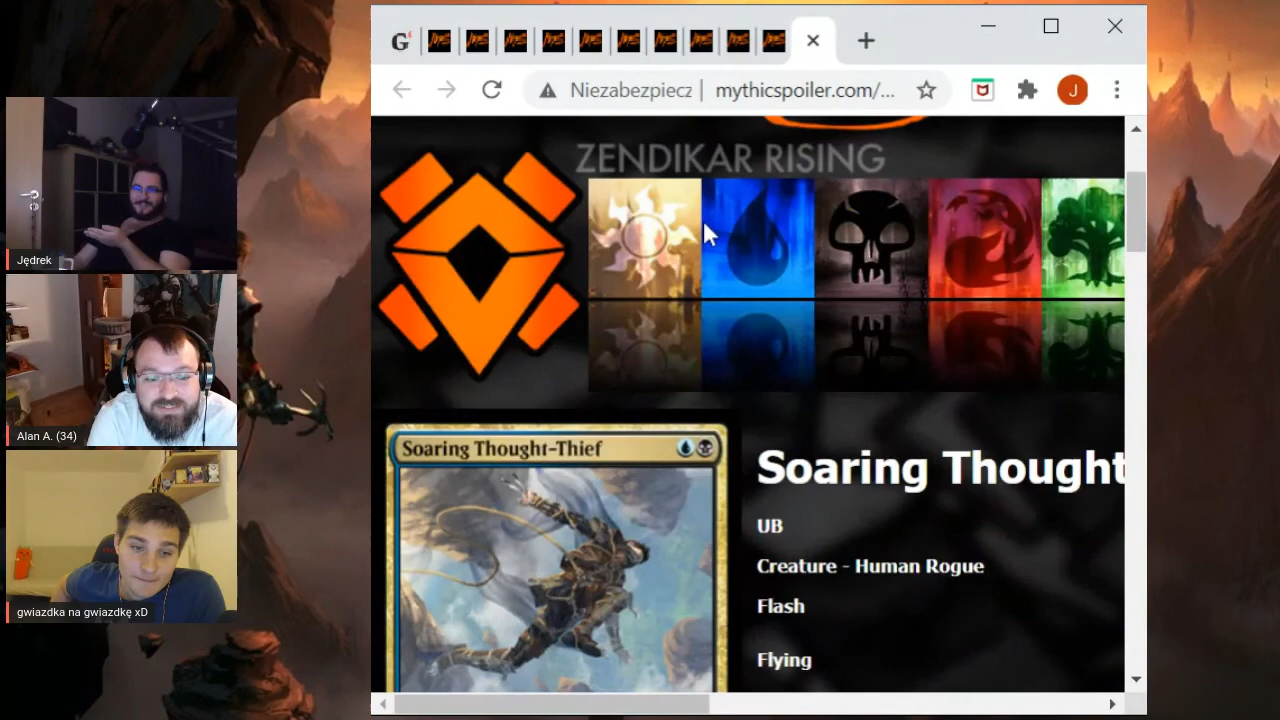 G
Niezabezpiecz
mythicspoiler.com/...
J
ZENDIKAR RISING
Jędrek
Alan A. (34)
gwiazdka na gwiazdkę xD
Soaring Thought-Thief
Soaring Thought
UB
Creature - Human Rogue
Flash
Flying